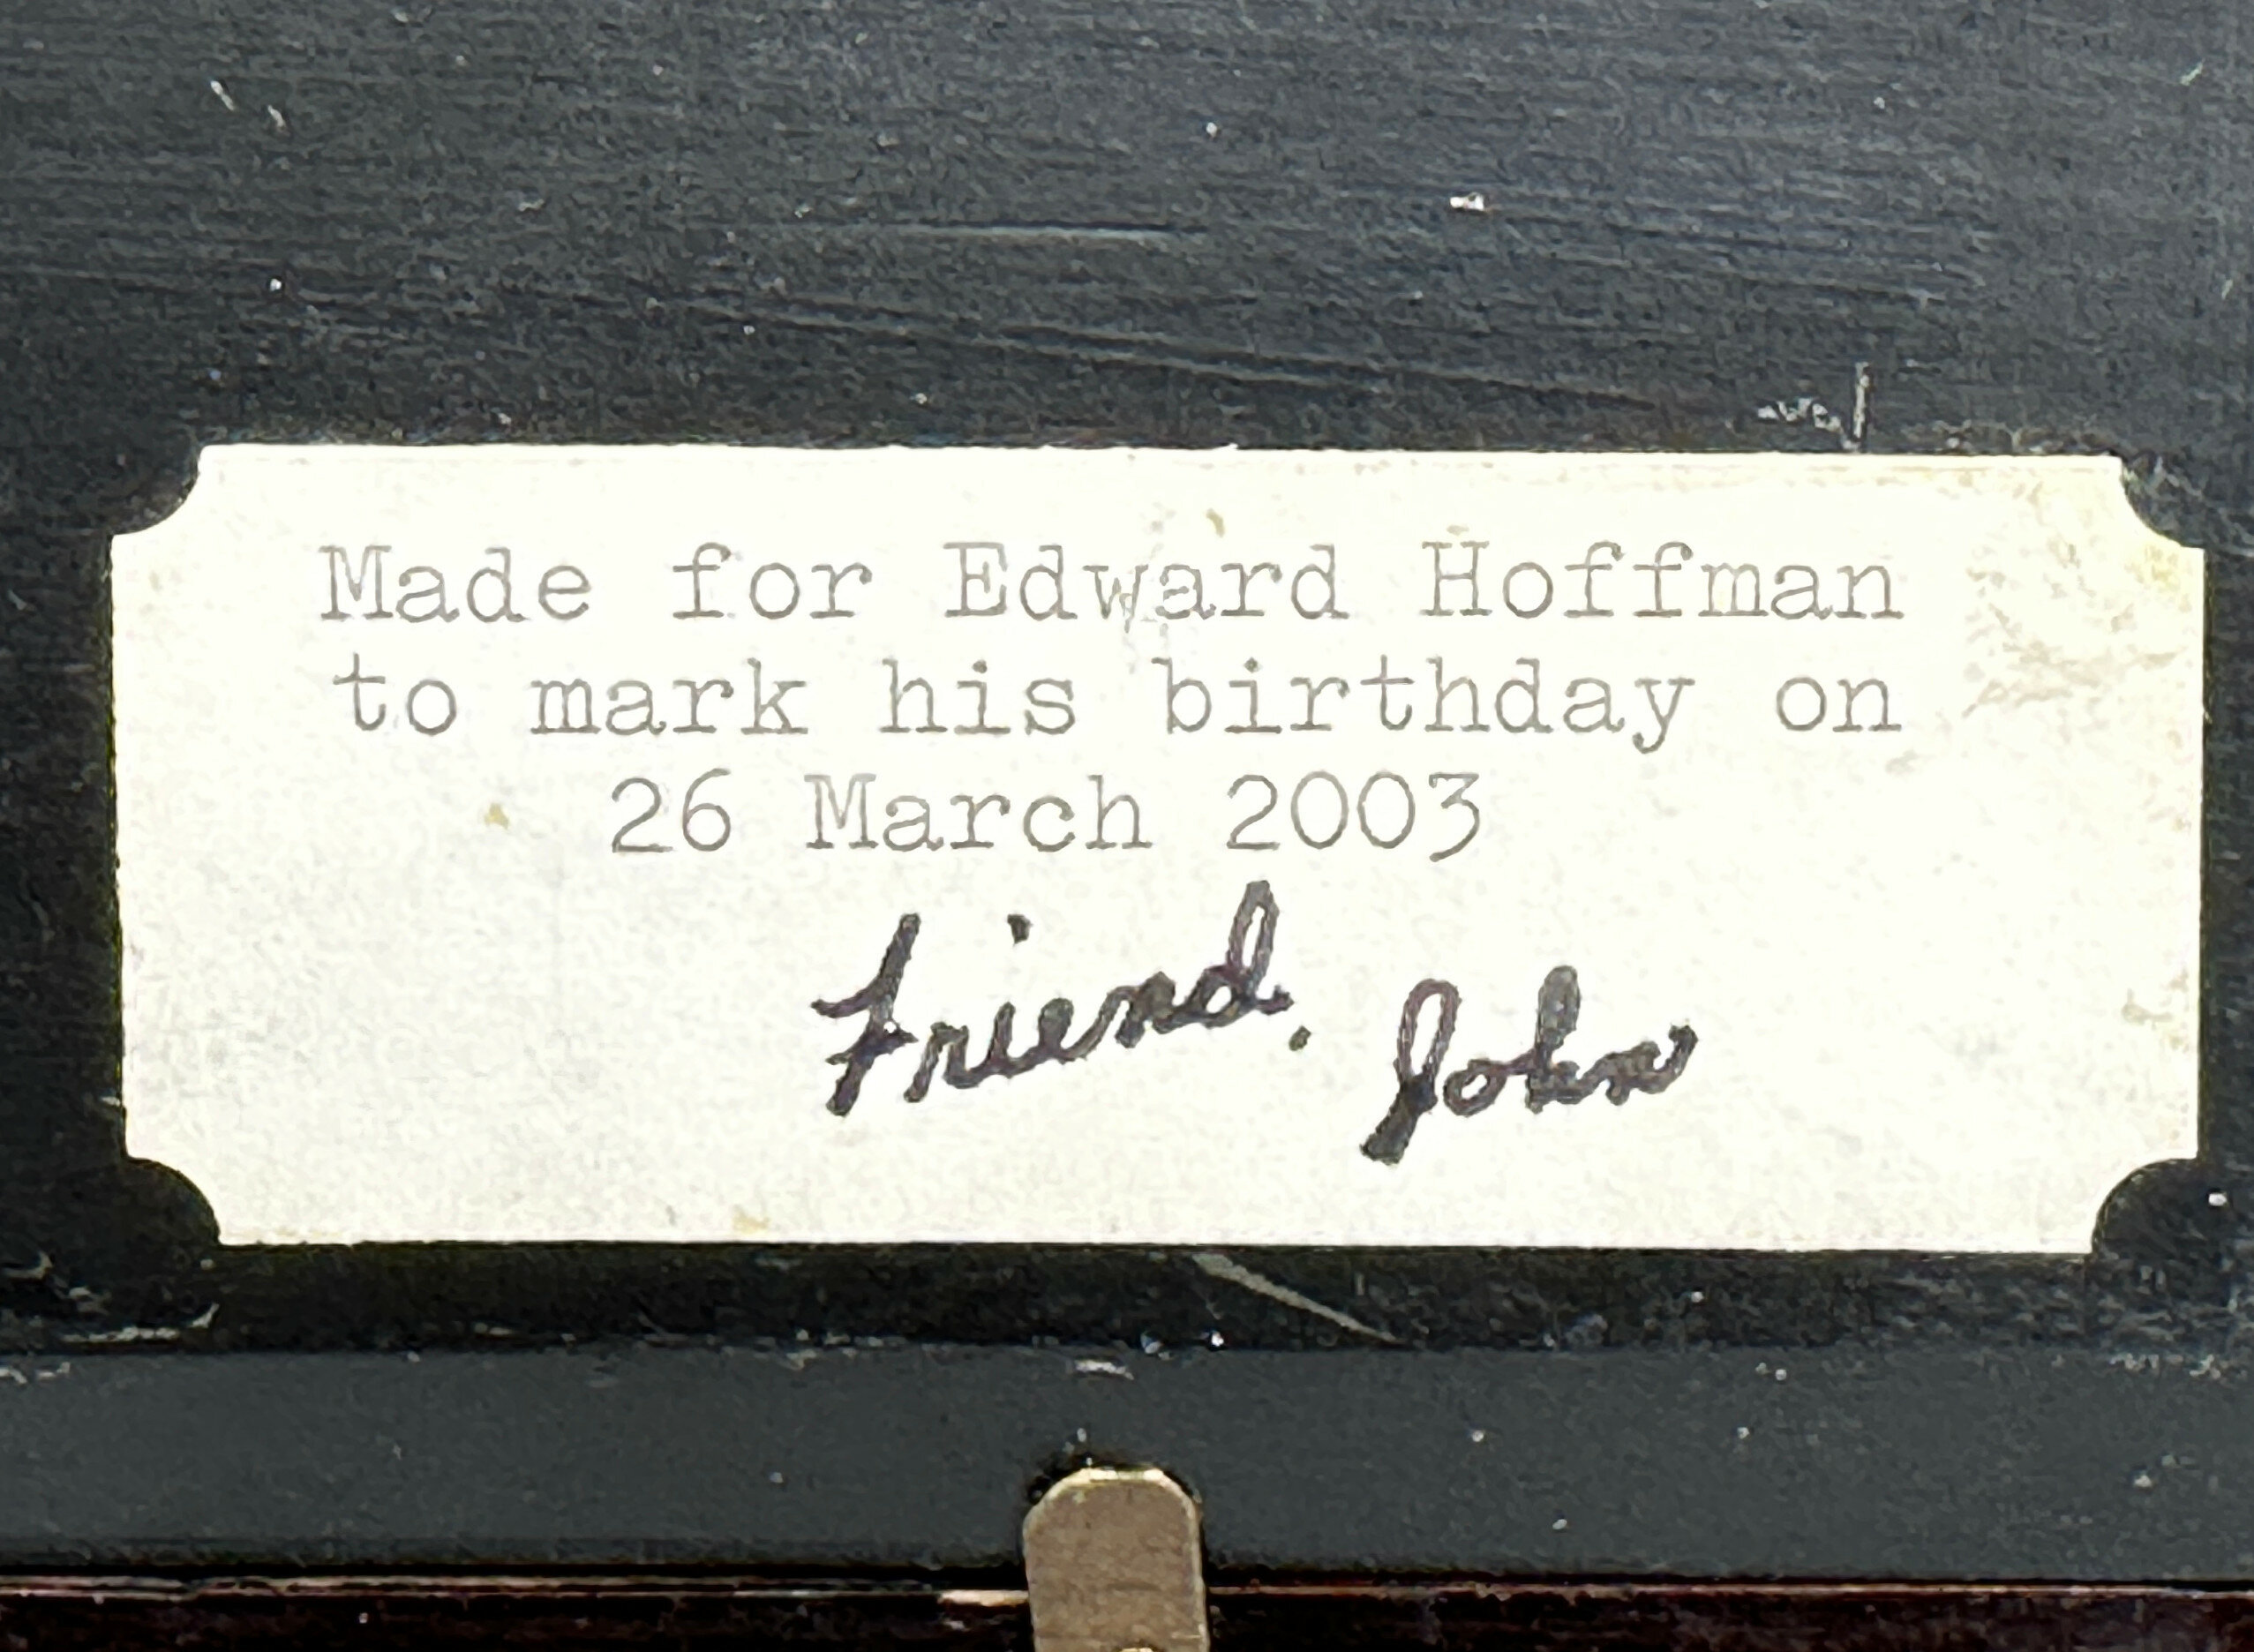 Made for Edward Hoffman
to mark his birthday on
26 March 2003
Friend, John